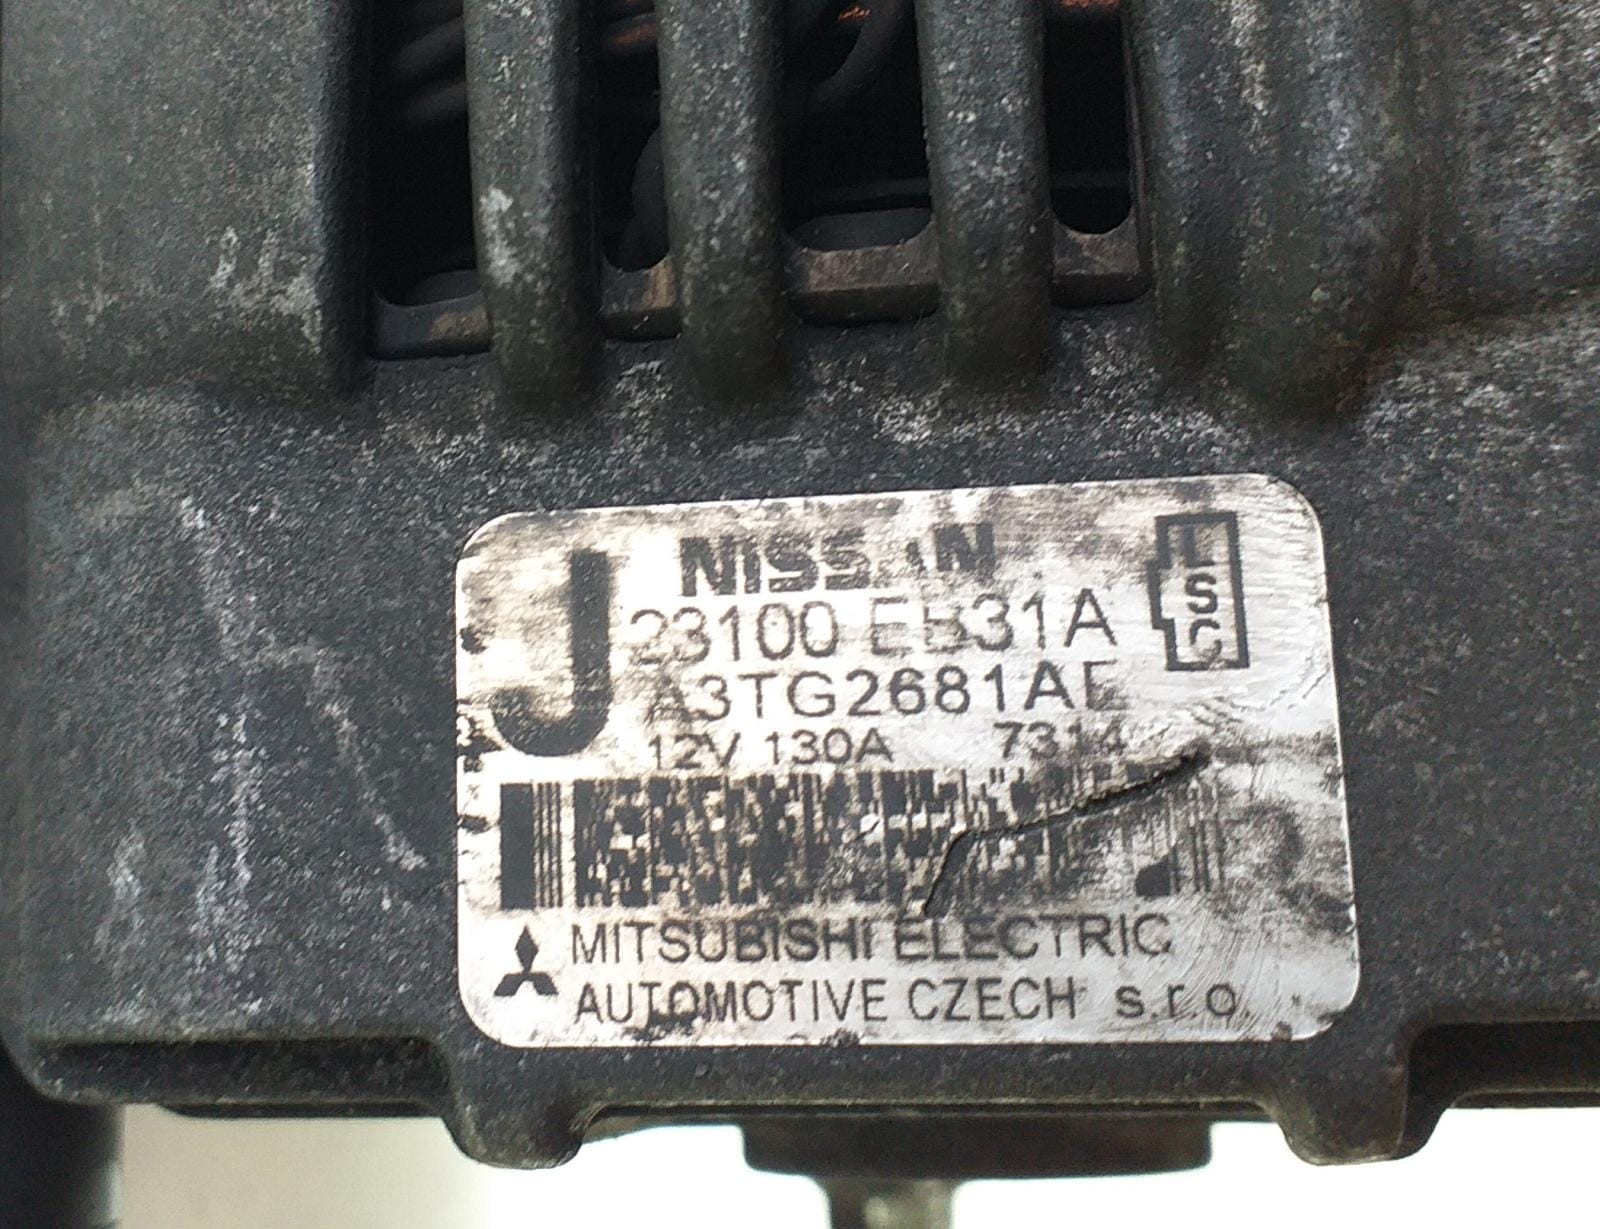 NISSAN
J
23100 EB31A
A3TG2681AE
12V 130A 7314
MITSUBISHI ELECTRIC
AUTOMOTIVE CZECH s.r.o.